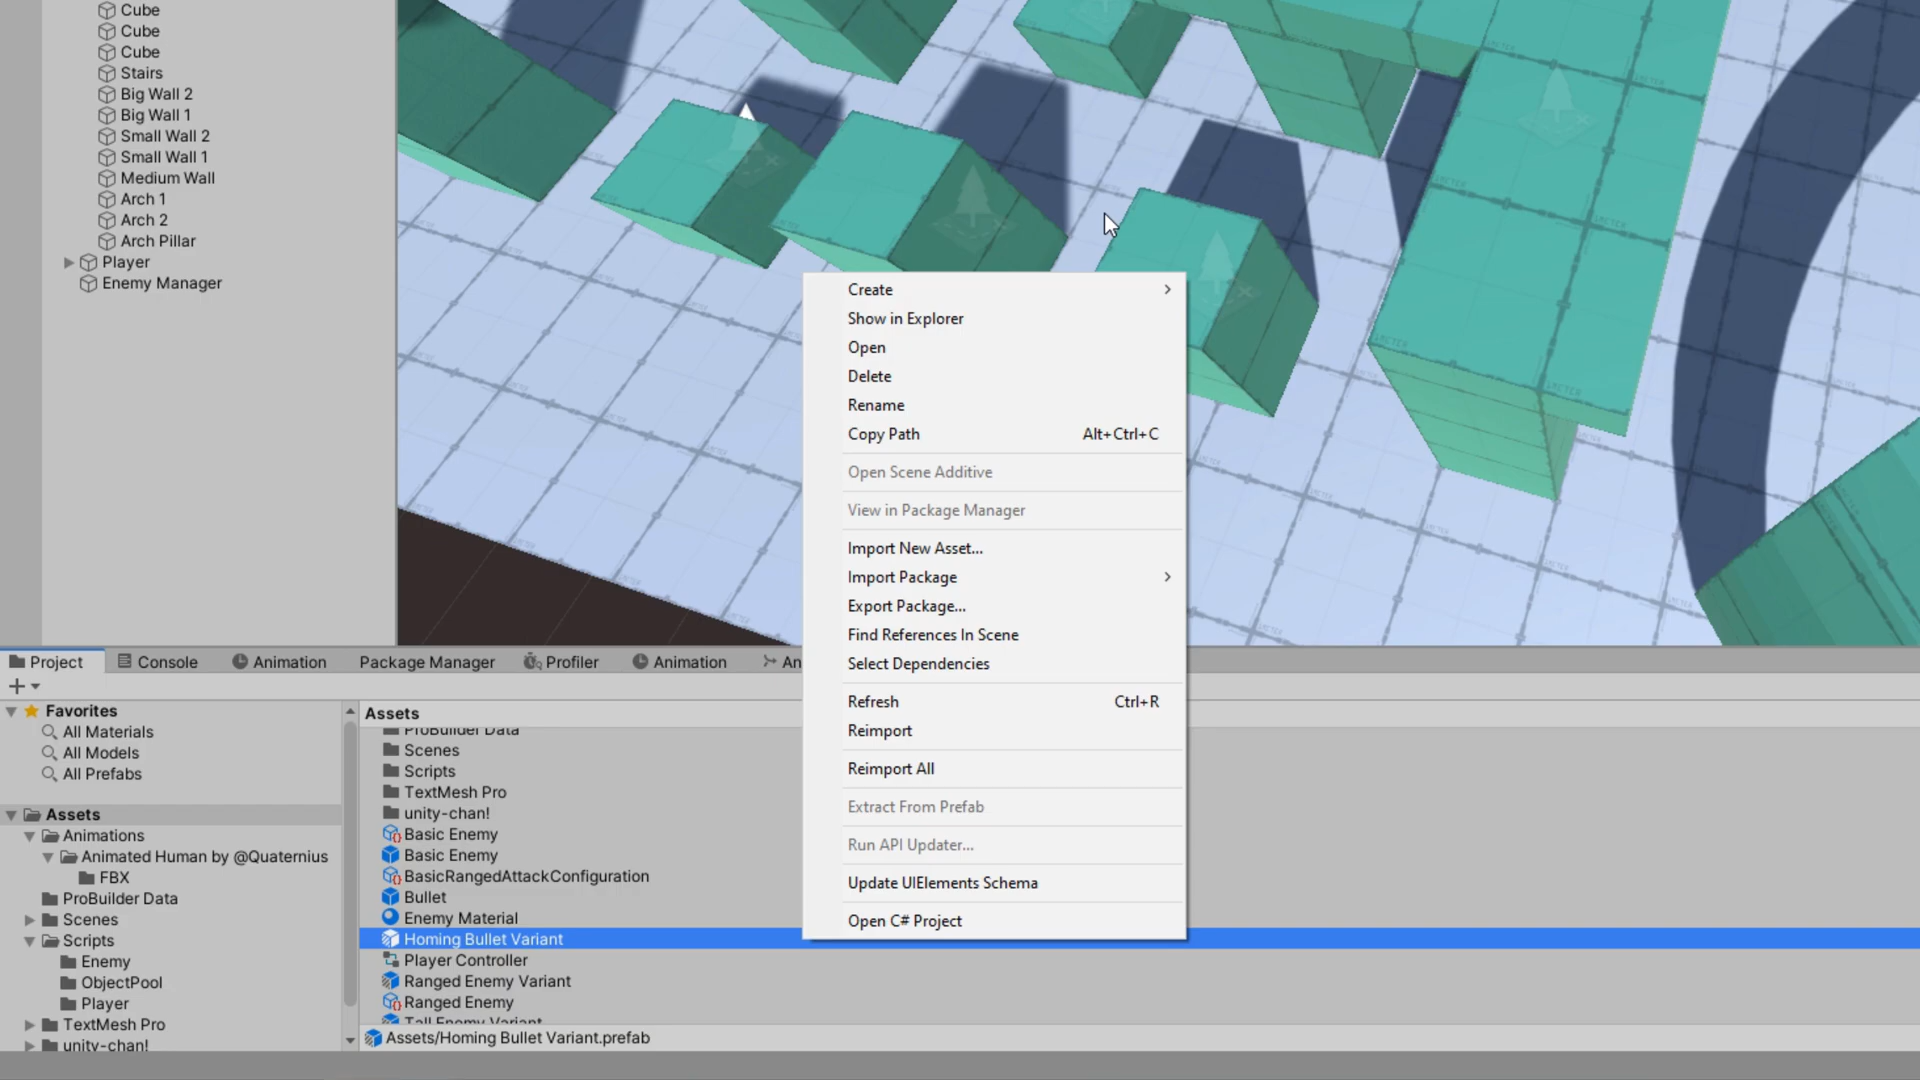 Cube
Cube
Cube
Stairs
Big Wall 2
Big Wall 1
Small Wall 2
Small Wall 1
Medium Wall
Arch 1
Arch 2
Arch Pillar
Player
Enemy Manager
Create
Show in Explorer
Open
Delete
Rename
Copy Path Alt+Ctrl+C
Open Scene Additive
View in Package Manager
Import New Asset...
Import Package
Export Package...
Find References In Scene
Select Dependencies
Refresh Ctrl+R
Reimport
Reimport All
Extract From Prefab
Run API Updater...
Update UIElements Schema
Open C# Project
Project Console Animation Package Manager Profiler Animation An
Favorites
All Materials
All Models
All Prefabs
Assets
Animations
Animated Human by @Quaternius
FBX
ProBuilder Data
Scenes
Scripts
Enemy
ObjectPool
Player
TextMesh Pro
unity-chan!
Assets
ProBuilder Data
Scenes
Scripts
TextMesh Pro
unity-chan!
Basic Enemy
Basic Enemy
BasicRangedAttackConfiguration
Bullet
Enemy Material
Homing Bullet Variant
Player Controller
Ranged Enemy Variant
Ranged Enemy
Tall Enemy Variant
Assets/Homing Bullet Variant.prefab